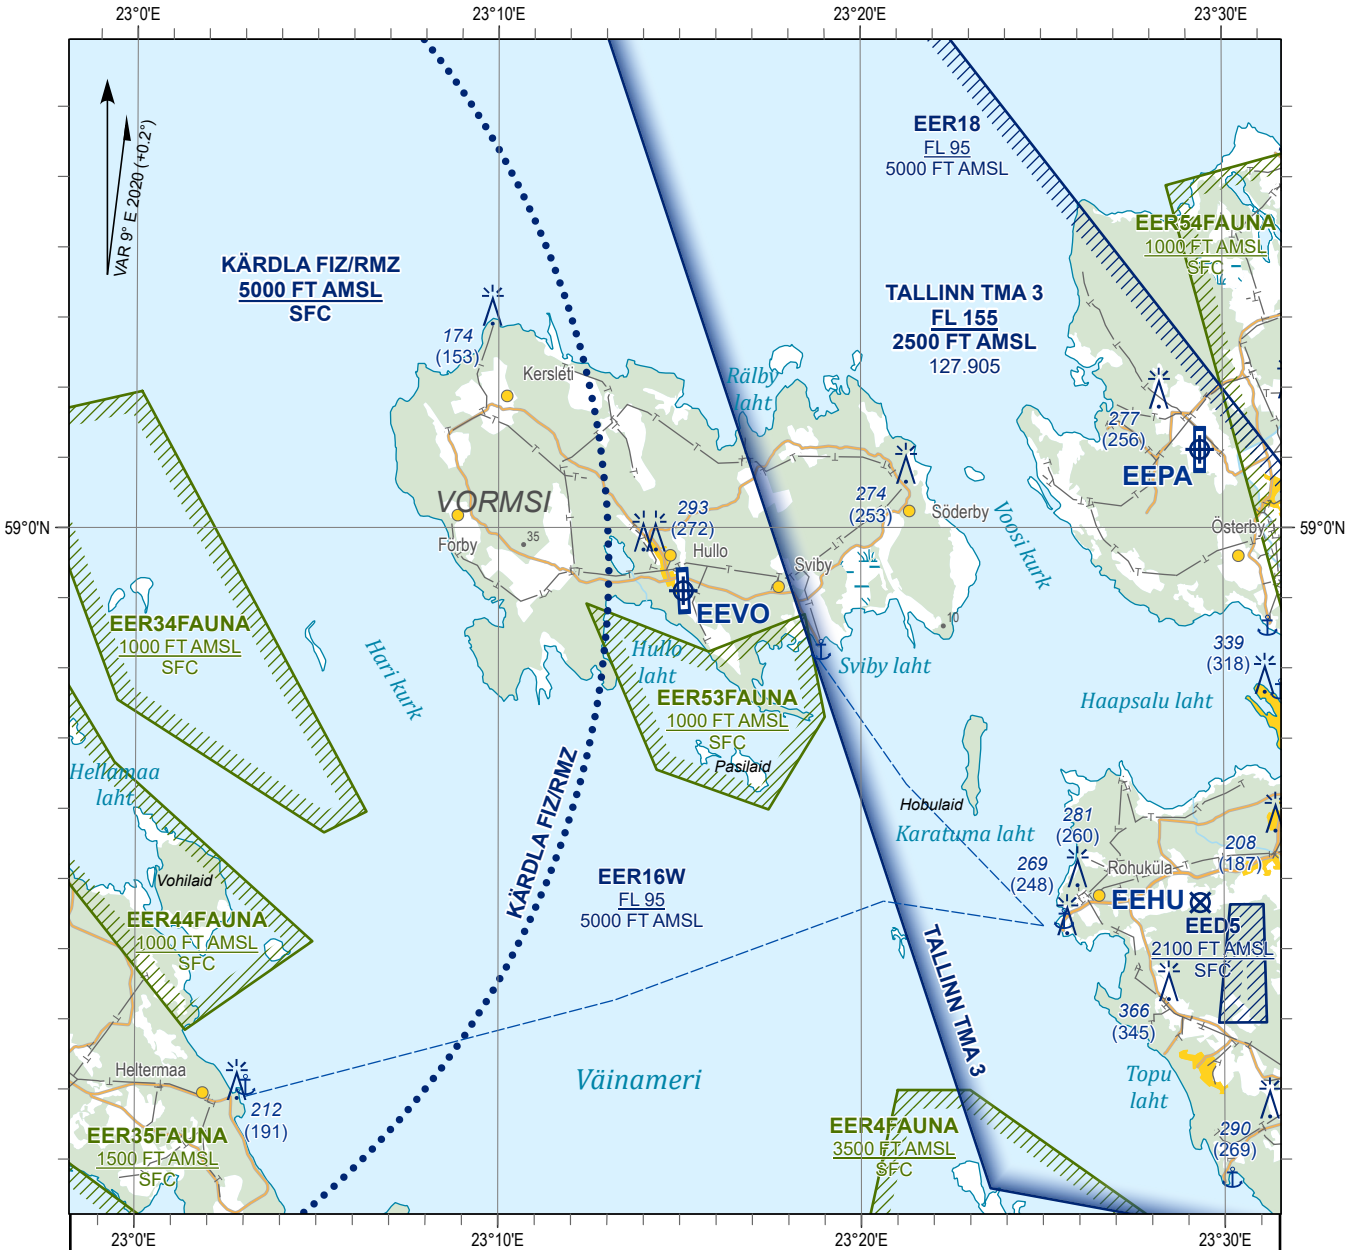 23°0'E
23°10'E
23°20'E
23°30'E
VAR 9° E 2020 (+0.2°)
EER18
FL 95
5000 FT AMSL
EER54FAUNA
1000 FT AMSL
SFC
KÄRDLA FIZ/RMZ
5000 FT AMSL
SFC
TALLINN TMA 3
FL 155
2500 FT AMSL
127.905
174
(153)
Kersleti
Rälby
laht
277
(256)
EEPA
VORMSI
293
(272)
274
(253)
Söderby
Voosi kurk
Österby
59°0'N
59°0'N
Förby
35
Hullo
Sviby
EEVO
10
EER34FAUNA
1000 FT AMSL
SFC
Hari kurk
Hullo
laht
Sviby laht
339
(318)
EER53FAUNA
1000 FT AMSL
SFC
Haapsalu laht
Pasilaid
Hellamaa
laht
KÄRDLA FIZ/RMZ
Hobulaid
Karatuma laht
281
(260)
208
(187)
269
(248)
Rohuküla
EER16W
FL 95
5000 FT AMSL
Vohilaid
EEHU
EER44FAUNA
1000 FT AMSL
SFC
EED5
2100 FT AMSL
SFC
TALLINN TMA 3
366
(345)
Heltermaa
Väinameri
Topu
laht
212
(191)
EER35FAUNA
1500 FT AMSL
SFC
EER4FAUNA
3500 FT AMSL
SFC
290
(269)
23°0'E
23°10'E
23°20'E
23°30'E